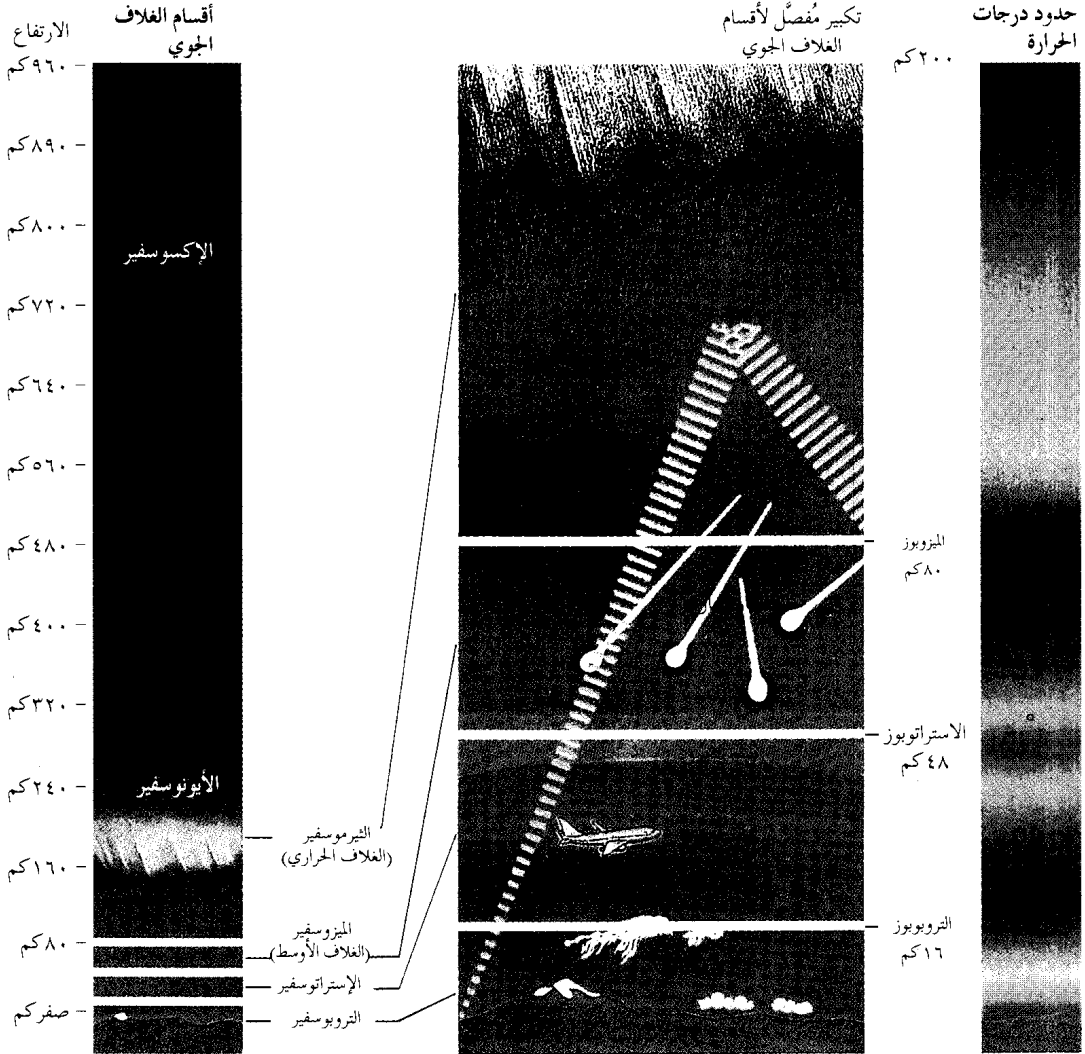 حدود درجات
الحرارة
تكبير مُفصَّل لأقسام
الغلاف الجوي
٢٠٠ كم
أقسام الغلاف
الجوي
الارتفاع
٩٦٠ كم
٨٩٠ كم
٨٠٠ كم
الإكسوسفير
٧٢٠ كم
٦٤٠ كم
٥٦٠ كم
٤٨٠ كم
٤٠٠ كم
٣٢٠ كم
٢٤٠ كم
الأيونوسفير
١٦٠ كم
٨٠ كم
صفر كم
الثيرموسفير
(الغلاف الحراري)
الميزوسفير
(الغلاف الأوسط)
الإستراتوسفير
التروبوسفير
الميزوبوز
٨٠ كم
الاستراتوبوز
٤٨ كم
التروبوبوز
١٦ كم